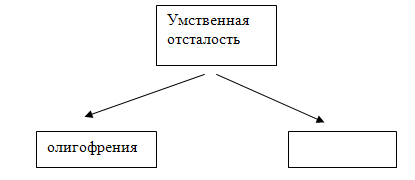 Умственная
отсталость
олигофрения